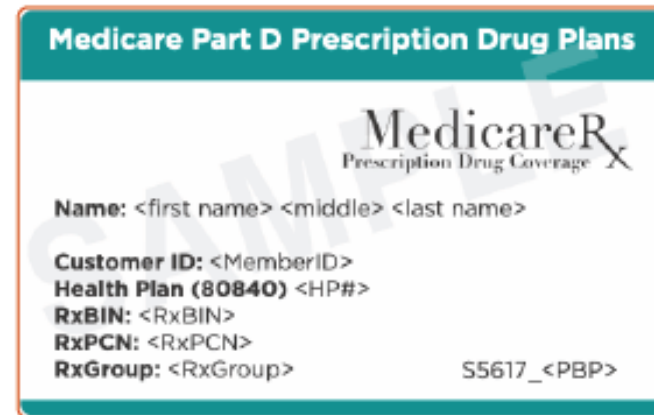 Medicare Part D Prescription Drug Plans
MedicareRx
Prescription Drug Coverage
Name: <first name> <middle> <last name>
Customer ID: <MemberID>
Health Plan (80840) <HP#>
RxBIN: <RxBIN>
RxPCN: <RxPCN>
RxGroup: <RxGroup> S5617_<PBP>
SAMPLE